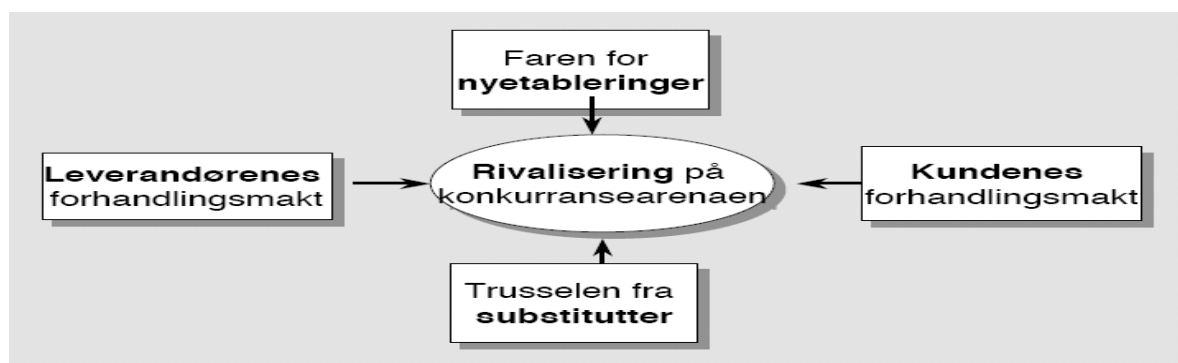 Faren for
nyetableringer
Leverandørenes
forhandlingsmakt
Rivalisering på
konkurransearenaen
Kundenes
forhandlingsmakt
Trusselen fra
substitutter